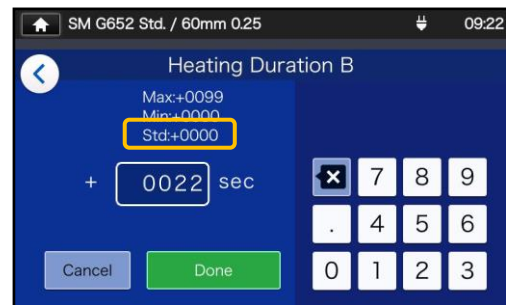 SM G652 Std. / 60mm 0.25 09:22
Heating Duration B
Max:+0099
Min:+0000
Std:+0000
+ 0022 sec
7 8 9
. 4 5 6
Cancel Done 0 1 2 3